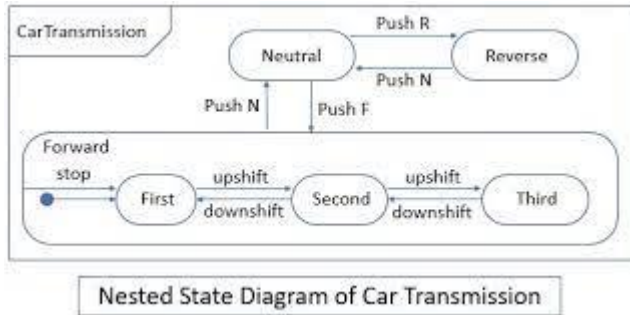 CarTransmission
Push R
Neutral
Reverse
Push N
Push N
Push F
Forward
stop
upshift
upshift
First
Second
Third
downshift
downshift
Nested State Diagram of Car Transmission